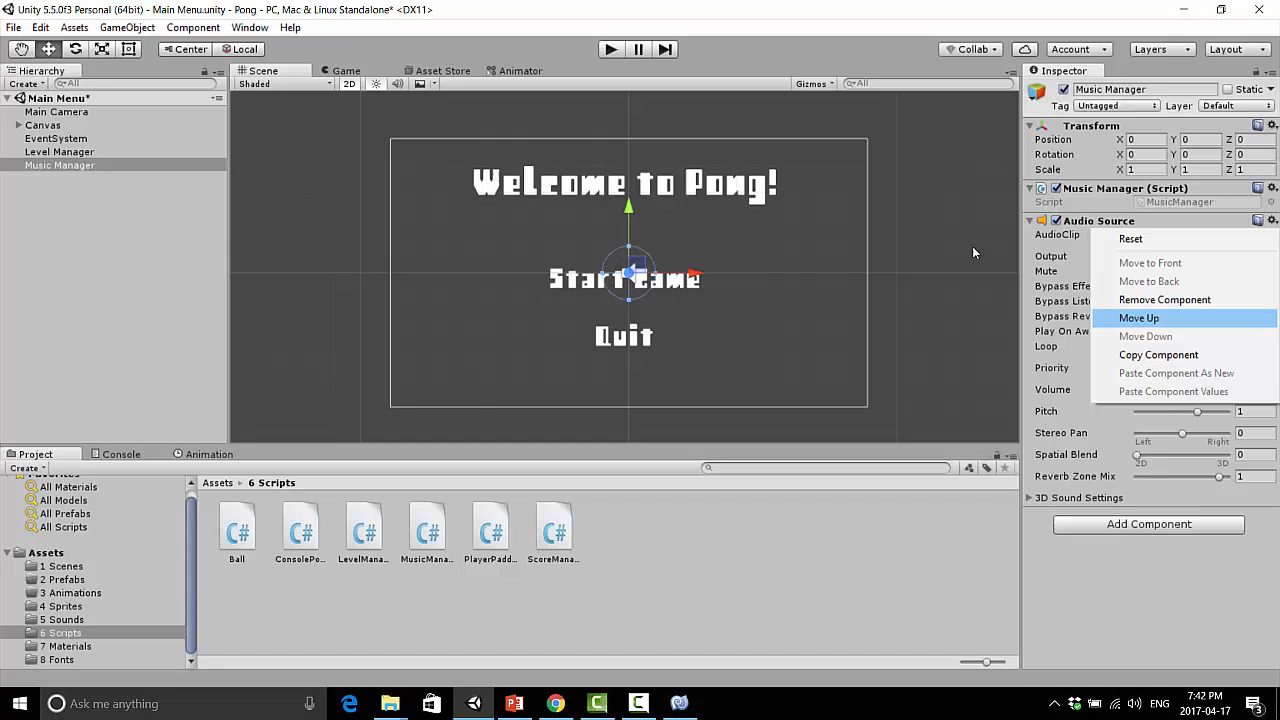 Unity 5.5.0f3 Personal (64bit) - Main Menu.unity - Pong - PC, Mac & Linux Standalone* <DX11>
File Edit Assets GameObject Component Window Help
Center Local Collab Account Layers Layout
Hierarchy
Create All
Main Menu*
Main Camera
Canvas
EventSystem
Level Manager
Music Manager
Scene Game Asset Store Animator
Shaded 2D Gizmos All
Welcome to Pong!
Start Game
Quit
Inspector
Music Manager Static
Tag Untagged Layer Default
Transform
Position X 0 Y 0 Z 0
Rotation X 0 Y 0 Z 0
Scale X 1 Y 1 Z 1
Music Manager (Script)
Script MusicManager
Audio Source
AudioClip
Output
Mute
Bypass Effe
Bypass List
Bypass Rev
Play On Aw
Loop
Priority
Volume
Reset
Move to Front
Move to Back
Remove Component
Move Up
Move Down
Copy Component
Paste Component As New
Paste Component Values
Pitch 1
Stereo Pan 0
Left Right
Spatial Blend 0
2D 3D
Reverb Zone Mix 1
3D Sound Settings
Add Component
Project Console Animation
Create
Favorites
All Materials
All Models
All Prefabs
All Scripts
Assets
1 Scenes
2 Prefabs
3 Animations
4 Sprites
5 Sounds
6 Scripts
7 Materials
8 Fonts
Assets 6 Scripts
C# C# C# C# C# C#
Ball ConsolePo... LevelMana... MusicMana... PlayerPadd... ScoreMana...
Ask me anything
7:42 PM
2017-04-17